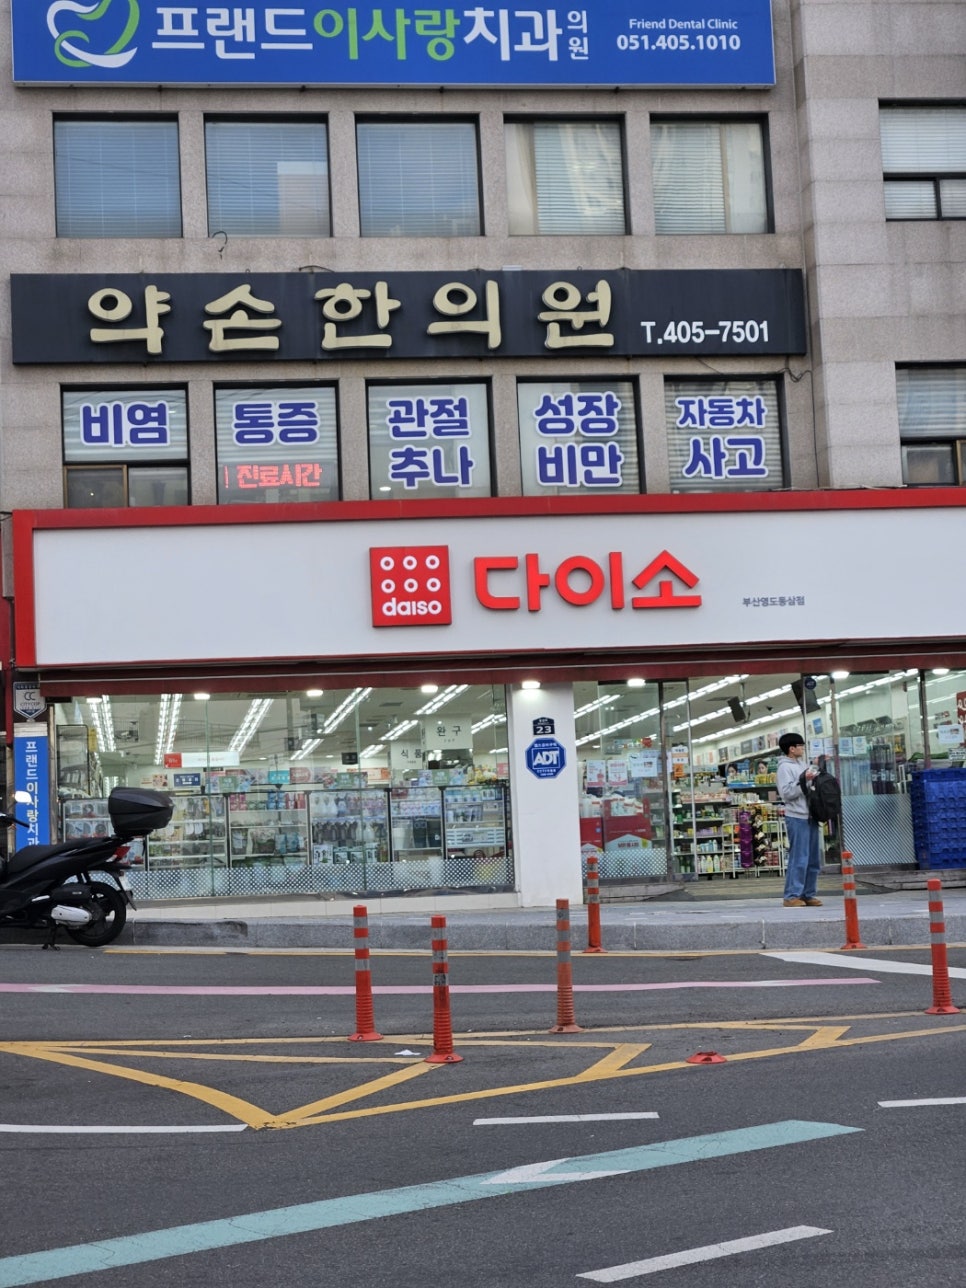 프랜드이사랑치과의원
Friend Dental Clinic
051.405.1010
약손한의원 T.405-7501
비염
통증
진료시간
관절
추나
성장
비만
자동차
사고
daiso
다이소
부산영도동삼점
완구
식품
23
ADT
CC
프랜드이사랑치과